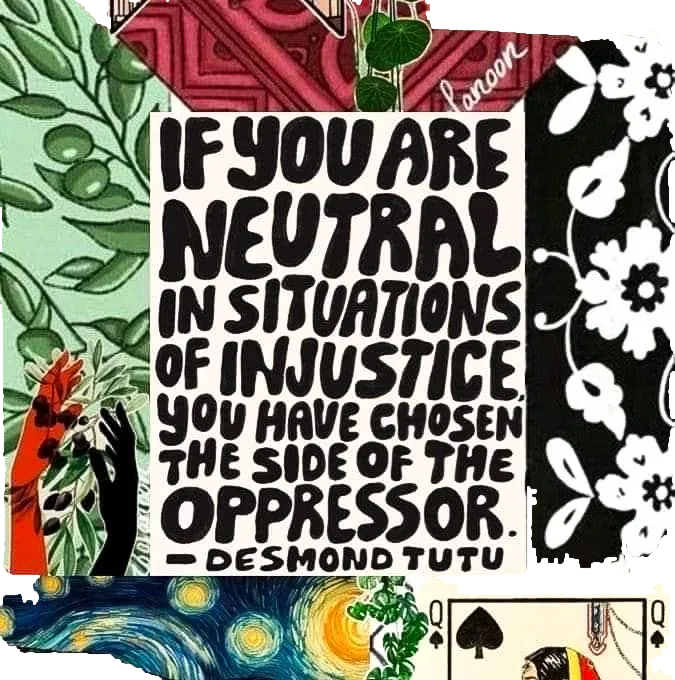 Lanoon
IF YOU ARE
NEUTRAL
IN SITUATIONS
OF INJUSTICE,
YOU HAVE CHOSEN
THE SIDE OF THE
OPPRESSOR.
— DESMOND TUTU
Q Q